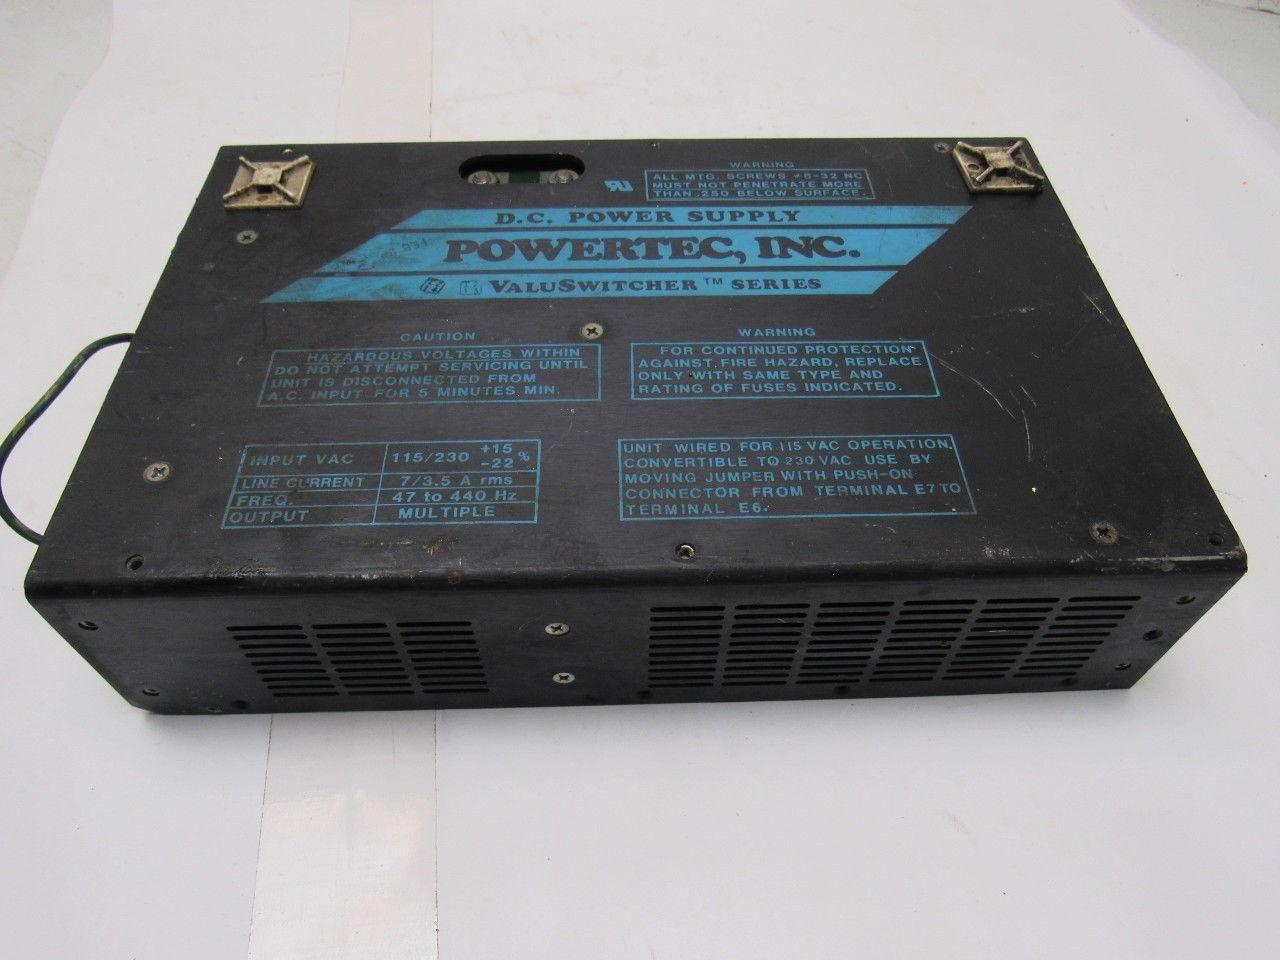 WARNING
ALL MTG. SCREWS #6-32 NC
MUST NOT PENETRATE MORE
THAN .250 BELOW SURFACE.
D.C. POWER SUPPLY
POWERTEC, INC.
VALUSWITCHER™ SERIES
CAUTION
HAZARDOUS VOLTAGES WITHIN
DO NOT ATTEMPT SERVICING UNTIL
UNIT IS DISCONNECTED FROM
A.C. INPUT FOR 5 MINUTES MIN.
WARNING
FOR CONTINUED PROTECTION
AGAINST FIRE HAZARD, REPLACE
ONLY WITH SAME TYPE AND
RATING OF FUSES INDICATED.
INPUT VAC 115/230 +15 -22 %
LINE CURRENT 7/3.5 A rms
FREQ. 47 to 440 Hz
OUTPUT MULTIPLE
UNIT WIRED FOR 115 VAC OPERATION.
CONVERTIBLE TO 230 VAC USE BY
MOVING JUMPER WITH PUSH-ON
CONNECTOR FROM TERMINAL E7 TO
TERMINAL E6.